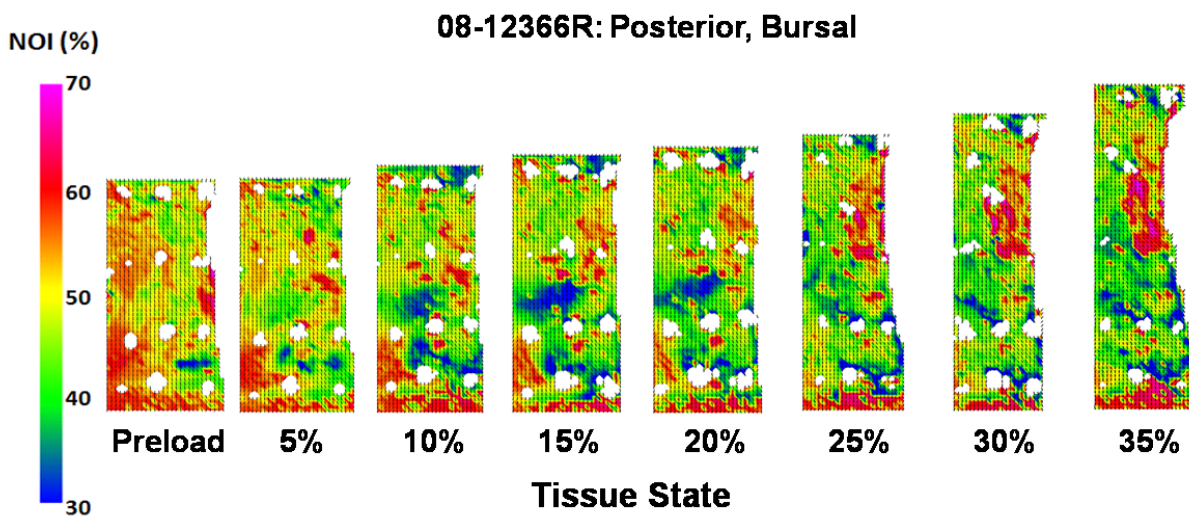 08-12366R: Posterior, Bursal
NOI (%)
70
60
50
40
30
Preload 5% 10% 15% 20% 25% 30% 35%
Tissue State